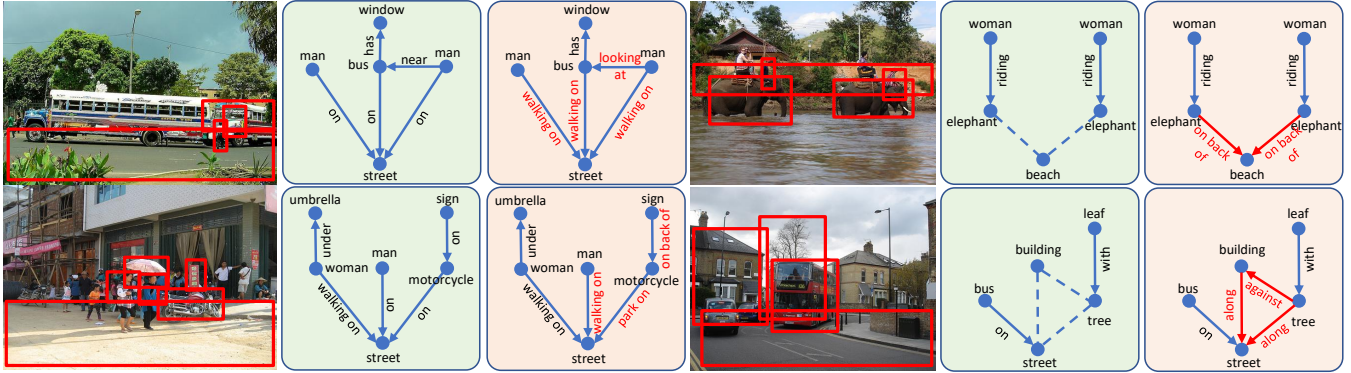 window
has
man
bus
near
man
on
on
on
street
window
has
man
bus
looking
at
man
walking on
walking on
walking on
street
woman
woman
riding
riding
elephant
elephant
beach
woman
woman
riding
riding
elephant
elephant
on back
of
on back
of
beach
umbrella
sign
under
on
woman
man
motorcycle
walking on
on
on
street
umbrella
sign
under
on back of
woman
man
motorcycle
walking on
walking on
park on
street
leaf
building
with
bus
tree
on
street
leaf
building
with
bus
against
tree
along
along
on
street